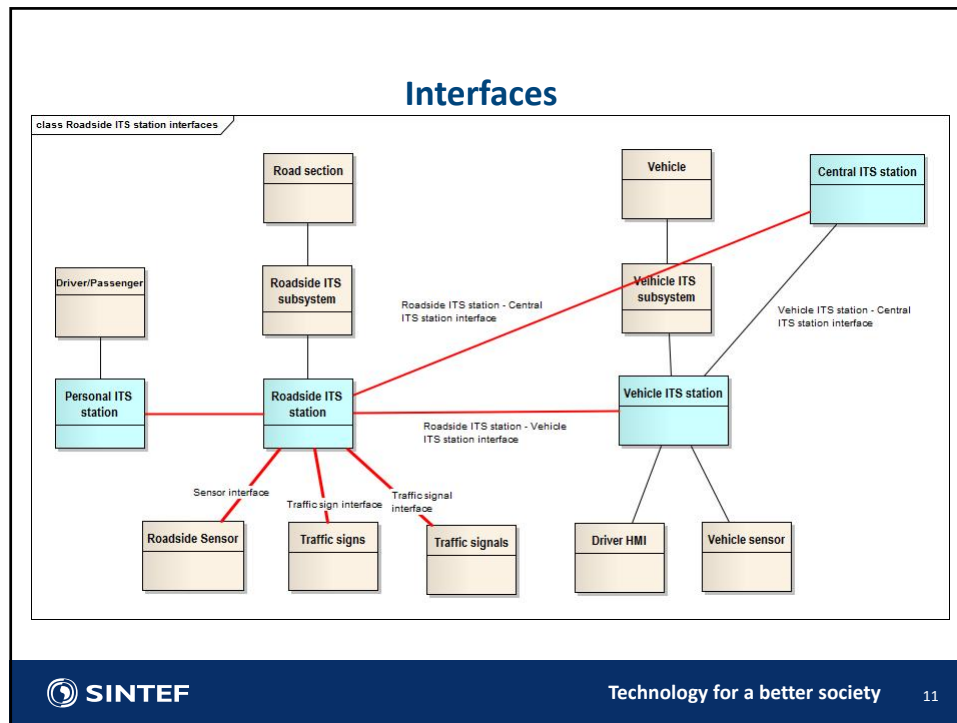 Interfaces
class Roadside ITS station interfaces
Road section
Vehicle
Central ITS station
Driver/Passenger
Roadside ITS
subsystem
Veihicle ITS
subsystem
Roadside ITS station - Central
ITS station interface
Vehicle ITS station - Central
ITS station interface
Personal ITS
station
Roadside ITS
station
Vehicle ITS station
Roadside ITS station - Vehicle
ITS station interface
Sensor interface
Traffic sign interface
Traffic signal
interface
Roadside Sensor
Traffic signs
Traffic signals
Driver HMI
Vehicle sensor
SINTEF
Technology for a better society
11